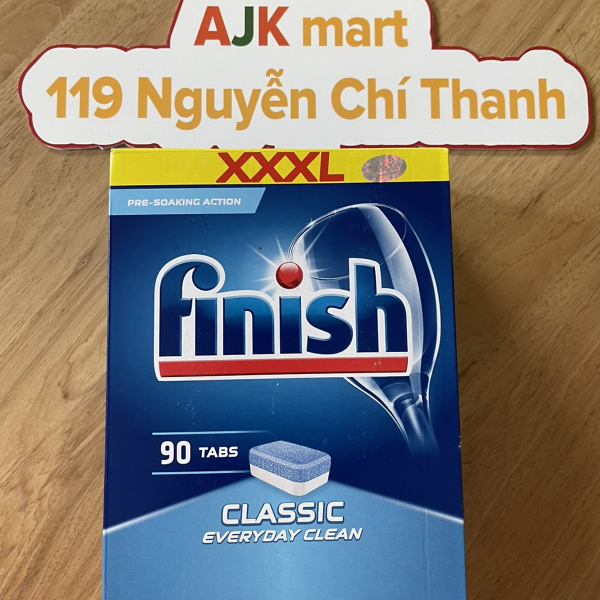 AJK mart
119 Nguyễn Chí Thanh
XXXL
PRE-SOAKING ACTION
finish
90 TABS
CLASSIC
EVERYDAY CLEAN